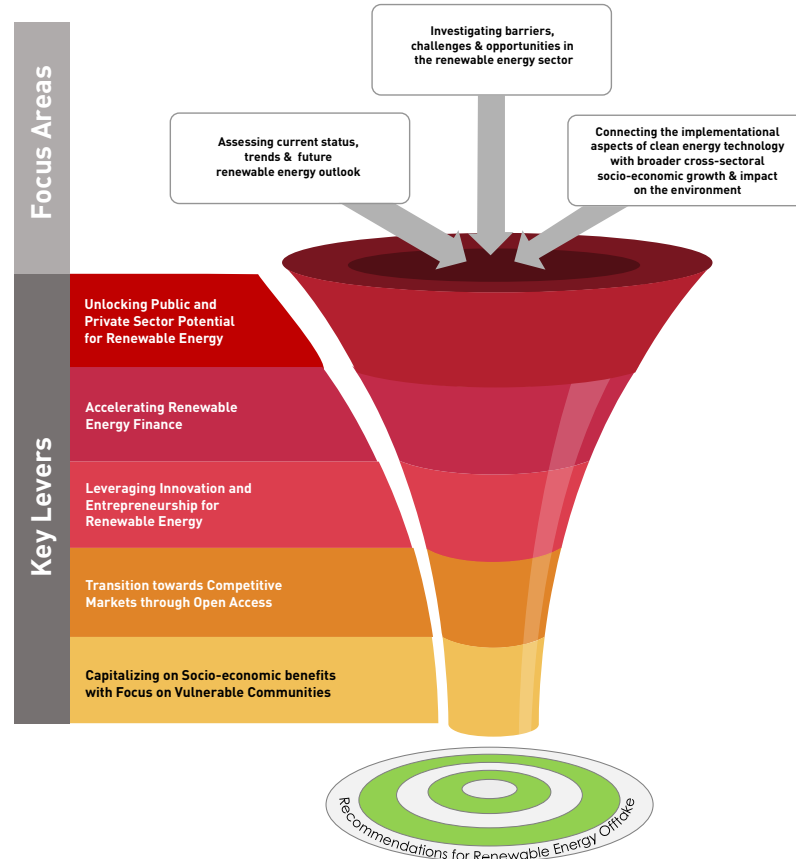 Focus Areas
Investigating barriers,
challenges & opportunities in
the renewable energy sector
Assessing current status,
trends & future
renewable energy outlook
Connecting the implementational
aspects of clean energy technology
with broader cross-sectoral
socio-economic growth & impact
on the environment
Key Levers
Unlocking Public and
Private Sector Potential
for Renewable Energy
Accelerating Renewable
Energy Finance
Leveraging Innovation and
Entrepreneurship for
Renewable Energy
Transition towards Competitive
Markets through Open Access
Capitalizing on Socio-economic benefits
with Focus on Vulnerable Communities
Recommendations for Renewable Energy Offtake